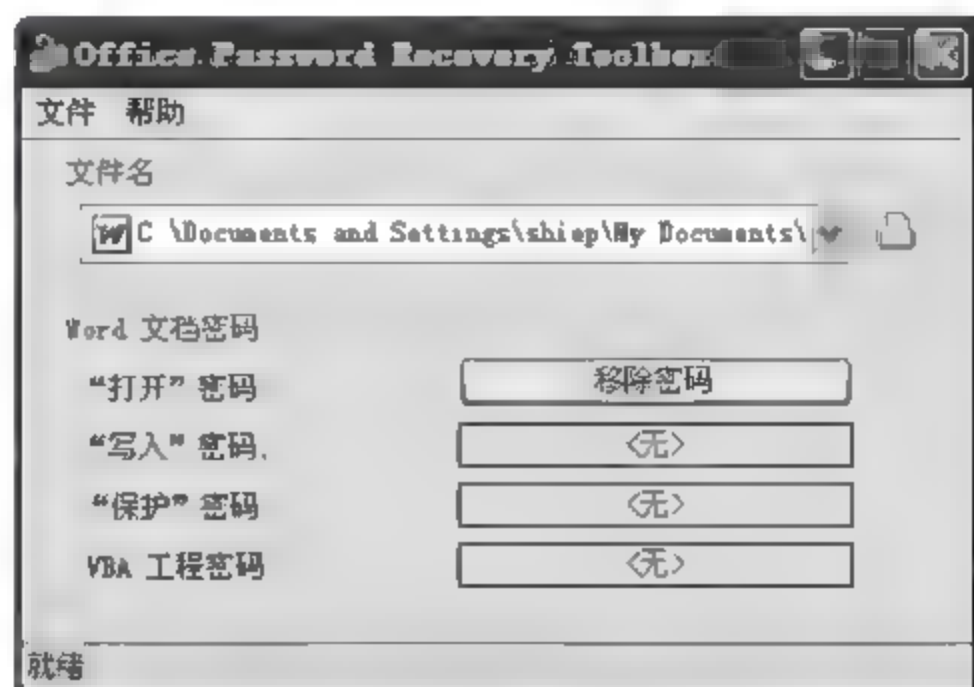 Office Password Recovery Toolbox
文件 帮助
文件名
C \Documents and Settings\shiep\My Documents\
Word 文档密码
“打开” 密码 移除密码
“写入” 密码. <无>
“保护” 密码 <无>
VBA 工程密码 <无>
就绪